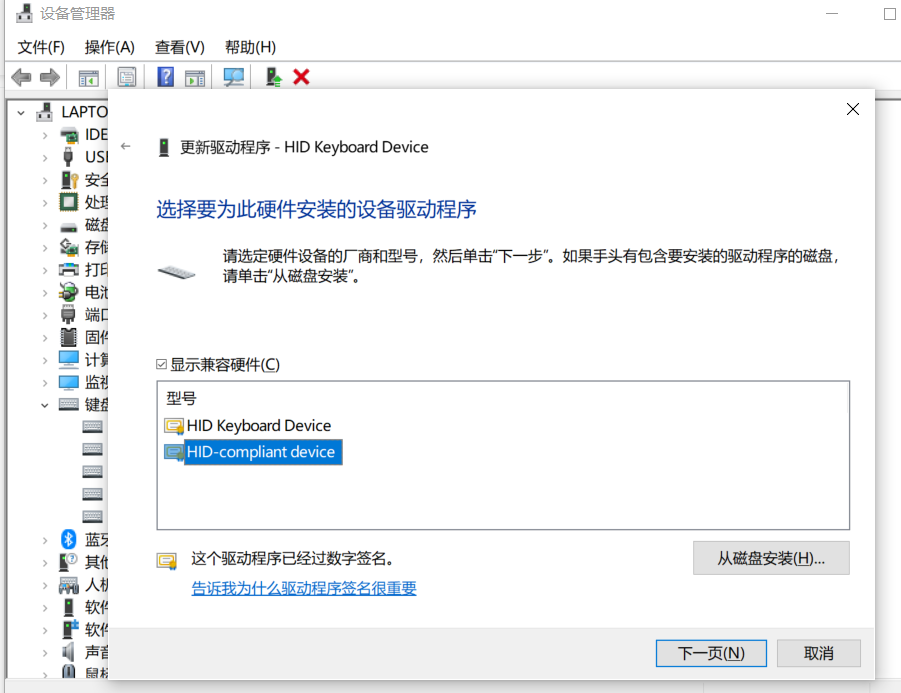 设备管理器
文件(F) 操作(A) 查看(V) 帮助(H)
LAPTO
IDE
US
安全
处理
磁盘
存储
打印
电池
端口
固件
计算
监视
键盘
蓝牙
其他
人机
软件
软件
声音
鼠标
更新驱动程序 - HID Keyboard Device
选择要为此硬件安装的设备驱动程序
请选定硬件设备的厂商和型号，然后单击“下一步”。如果手头有包含要安装的驱动程序的磁盘，
请单击“从磁盘安装”。
显示兼容硬件(C)
型号
HID Keyboard Device
HID-compliant device
这个驱动程序已经过数字签名。
告诉我为什么驱动程序签名很重要
从磁盘安装(H)...
下一页(N) 取消